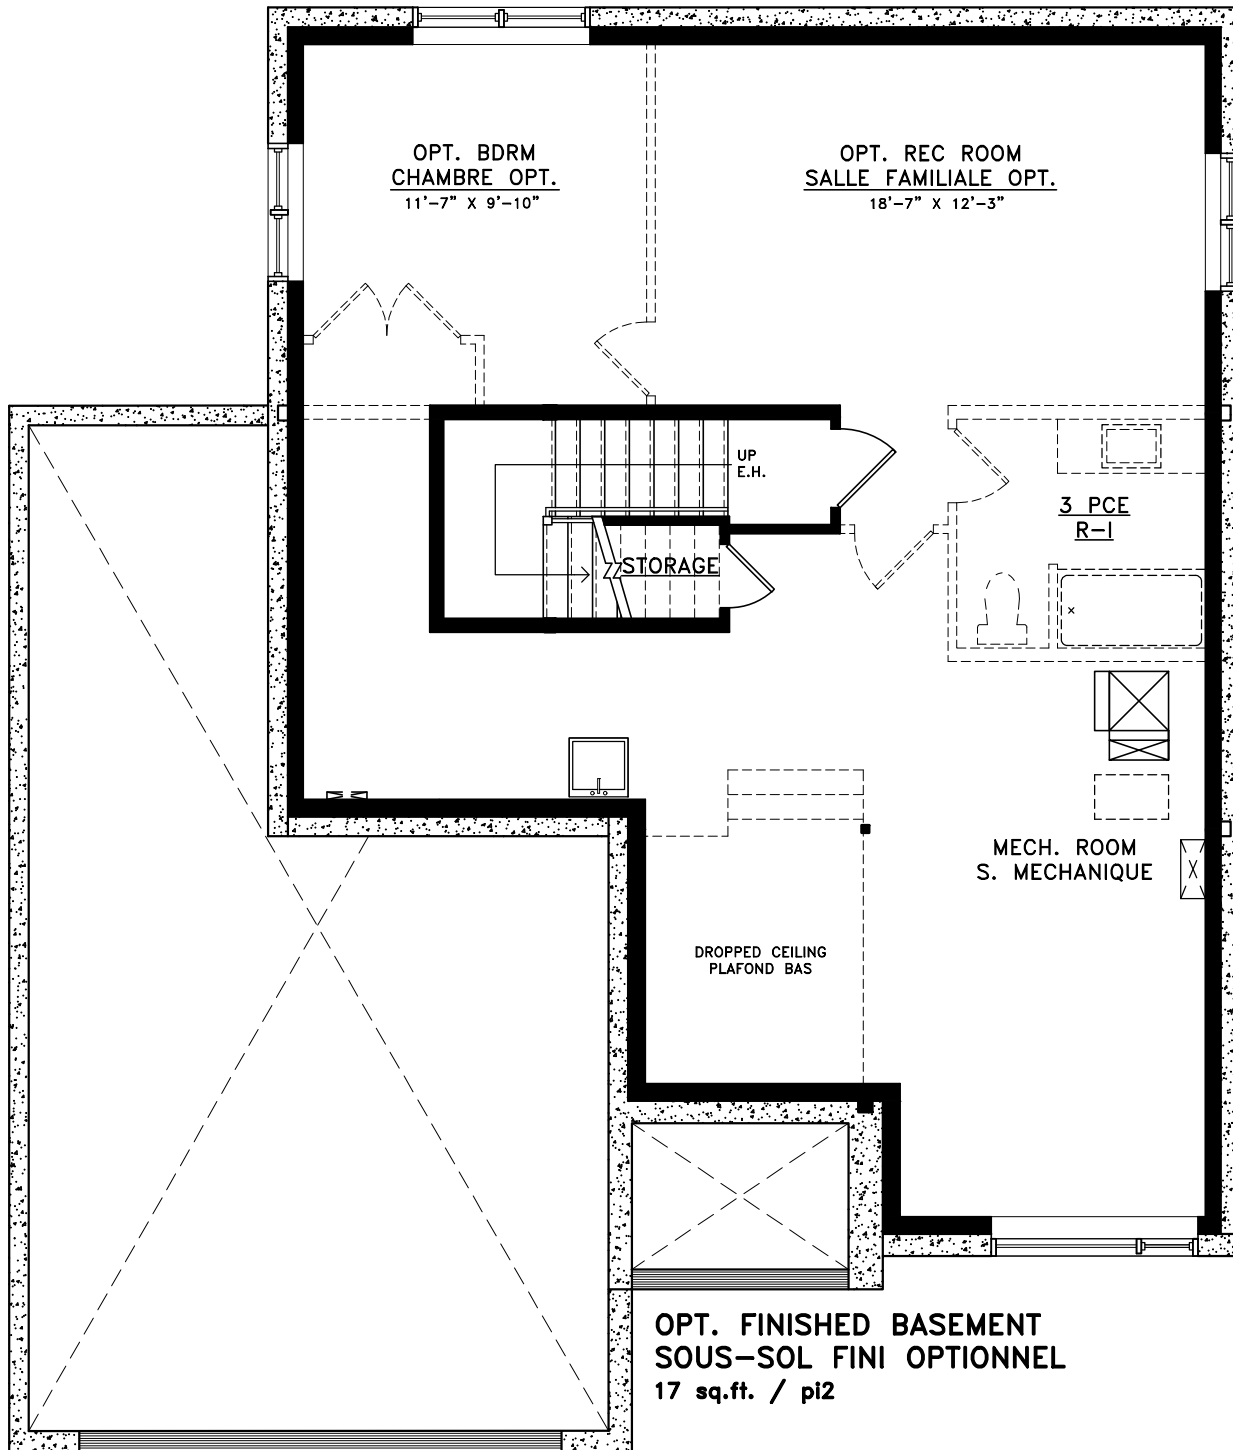 OPT. BDRM
CHAMBRE OPT.
11'-7" X 9'-10"
OPT. REC ROOM
SALLE FAMILIALE OPT.
18'-7" X 12'-3"
UP
E.H.
3 PCE
R-1
STORAGE
MECH. ROOM
S. MECHANIQUE
DROPPED CEILING
PLAFOND BAS
OPT. FINISHED BASEMENT
SOUS-SOL FINI OPTIONNEL
17 sq.ft. / pi2